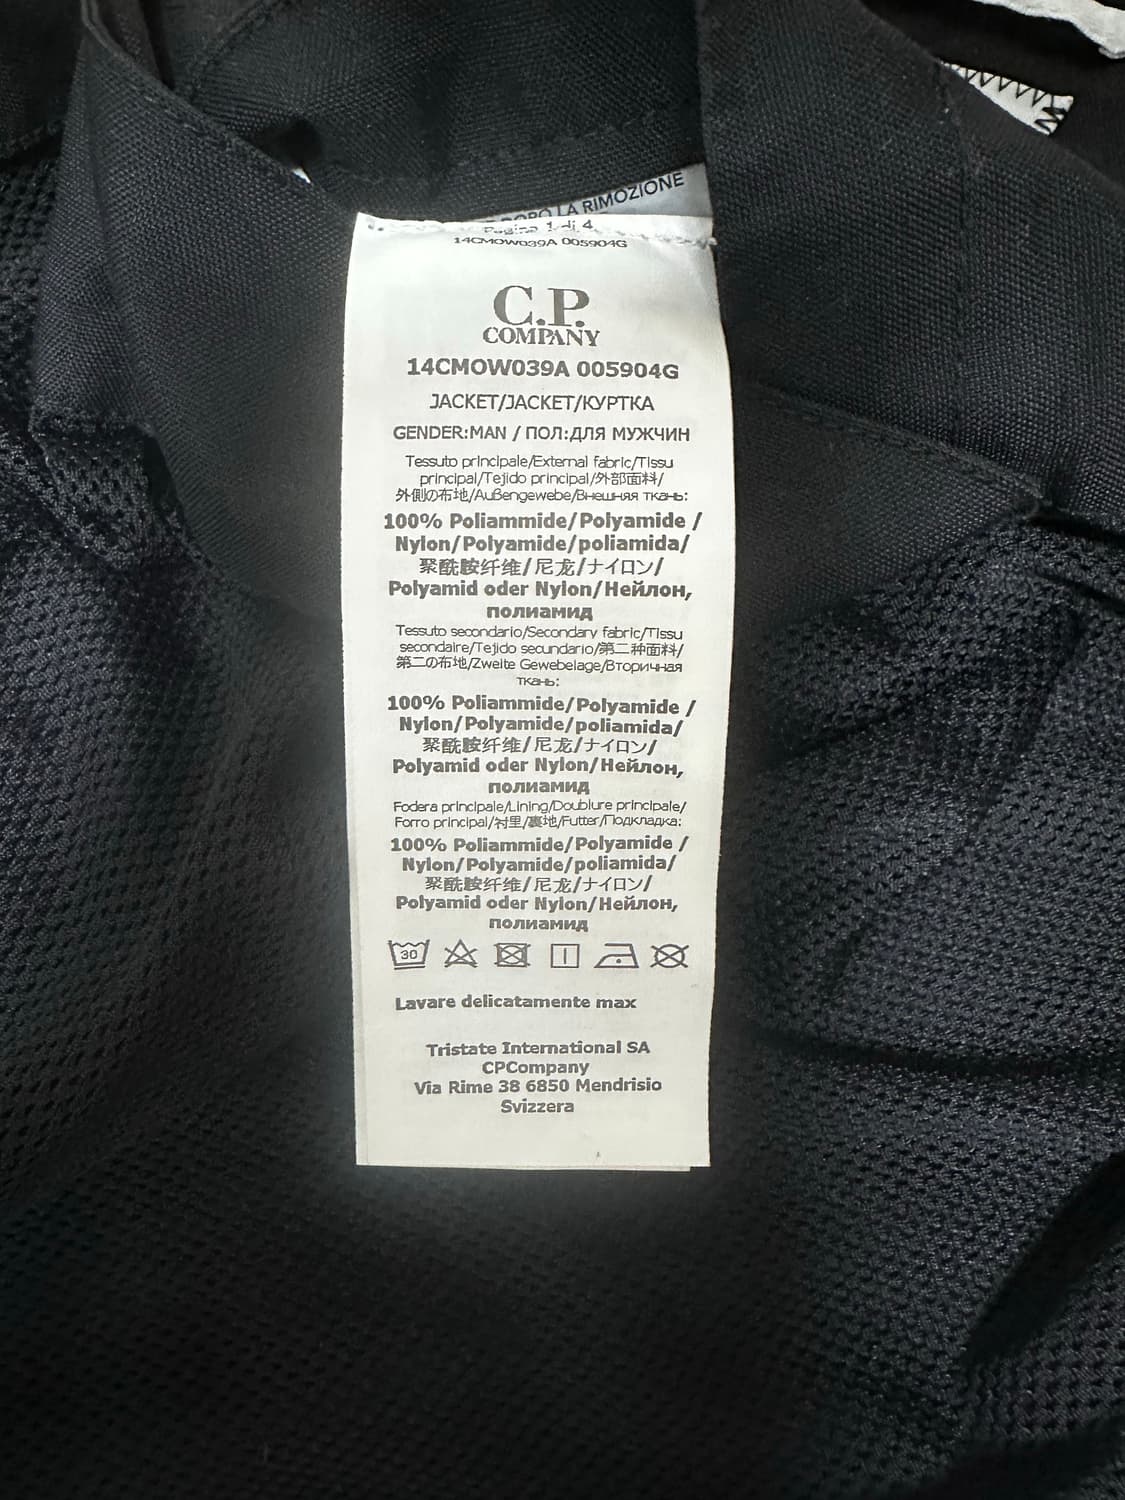 DOPO LA RIMOZIONE
Pagina 1 di 4
14CMOW039A 005904G
C.P.
COMPANY
14CMOW039A 005904G
JACKET/JACKET/КУРТКА
GENDER:MAN / ПОЛ:ДЛЯ МУЖЧИН
Tessuto principale/External fabric/Tissu
principal/Tejido principal/外部面料/
外側の布地/Außengewebe/Внешняя ткань:
100% Poliammide/Polyamide /
Nylon/Polyamide/poliamida/
聚酰胺纤维/尼龙/ナイロン/
Polyamid oder Nylon/Нейлон,
полиамид
Tessuto secondario/Secondary fabric/Tissu
secondaire/Tejido secundario/第二种面料/
第二の布地/Zweite Gewebelage/Вторичная
ткань:
100% Poliammide/Polyamide /
Nylon/Polyamide/poliamida/
聚酰胺纤维/尼龙/ナイロン/
Polyamid oder Nylon/Нейлон,
полиамид
Fodera principale/Lining/Doublure principale/
Forro principal/衬里/裏地/Futter/Подкладка:
100% Poliammide/Polyamide /
Nylon/Polyamide/poliamida/
聚酰胺纤维/尼龙/ナイロン/
Polyamid oder Nylon/Нейлон,
полиамид
30
Lavare delicatamente max
Tristate International SA
CPCompany
Via Rime 38 6850 Mendrisio
Svizzera